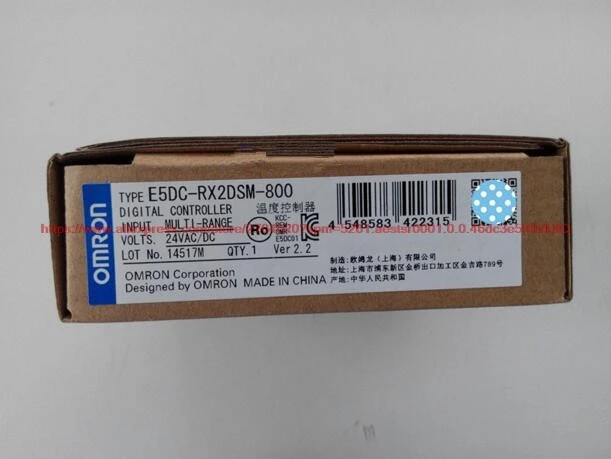 OMRON
TYPE E5DC-RX2DSM-800
DIGITAL CONTROLLER 温度控制器
INPUT. MULTI-RANGE
VOLTS. 24VAC/DC
LOT No. 14517M QTY.1 Ver 2.2
KCC-
E5DC01
4 548583 422315
OMRON Corporation
Designed by OMRON MADE IN CHINA
制造:欧姆龙(上海)有限公司
地址:上海市浦东新区金桥出口加工区金吉路789号
产地:中华人民共和国